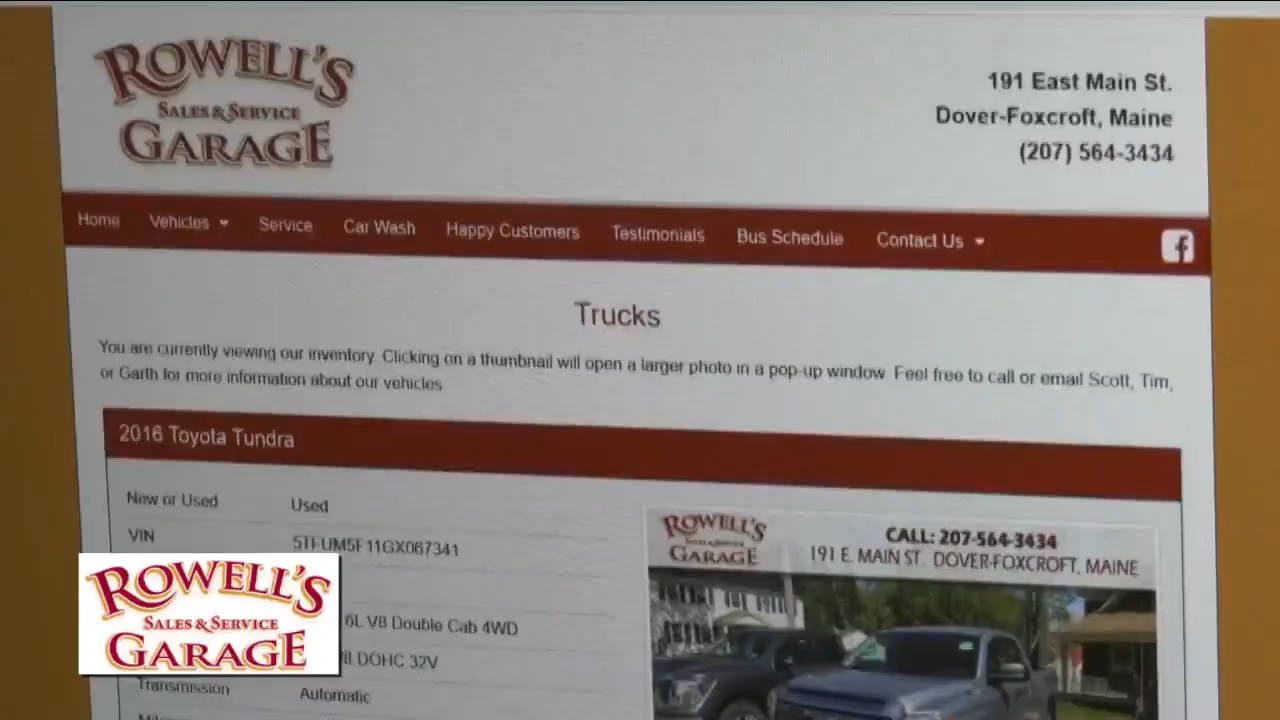 ROWELL'S
SALES & SERVICE
GARAGE
191 East Main St.
Dover-Foxcroft, Maine
(207) 564-3434
Home Vehicles Service Car Wash Happy Customers Testimonials Bus Schedule Contact Us
Trucks
You are currently viewing our inventory. Clicking on a thumbnail will open a larger photo in a pop-up window. Feel free to call or email Scott, Tim,
or Garth for more information about our vehicles
2016 Toyota Tundra
New or Used Used
VIN 5TFUM5F11GX067341
6L V8 Double Cab 4WD
DOHC 32V
Transmission Automatic
ROWELL'S
SALES & SERVICE
GARAGE
CALL: 207-564-3434
191 E. MAIN ST. DOVER-FOXCROFT, MAINE
ROWELL'S
SALES & SERVICE
GARAGE